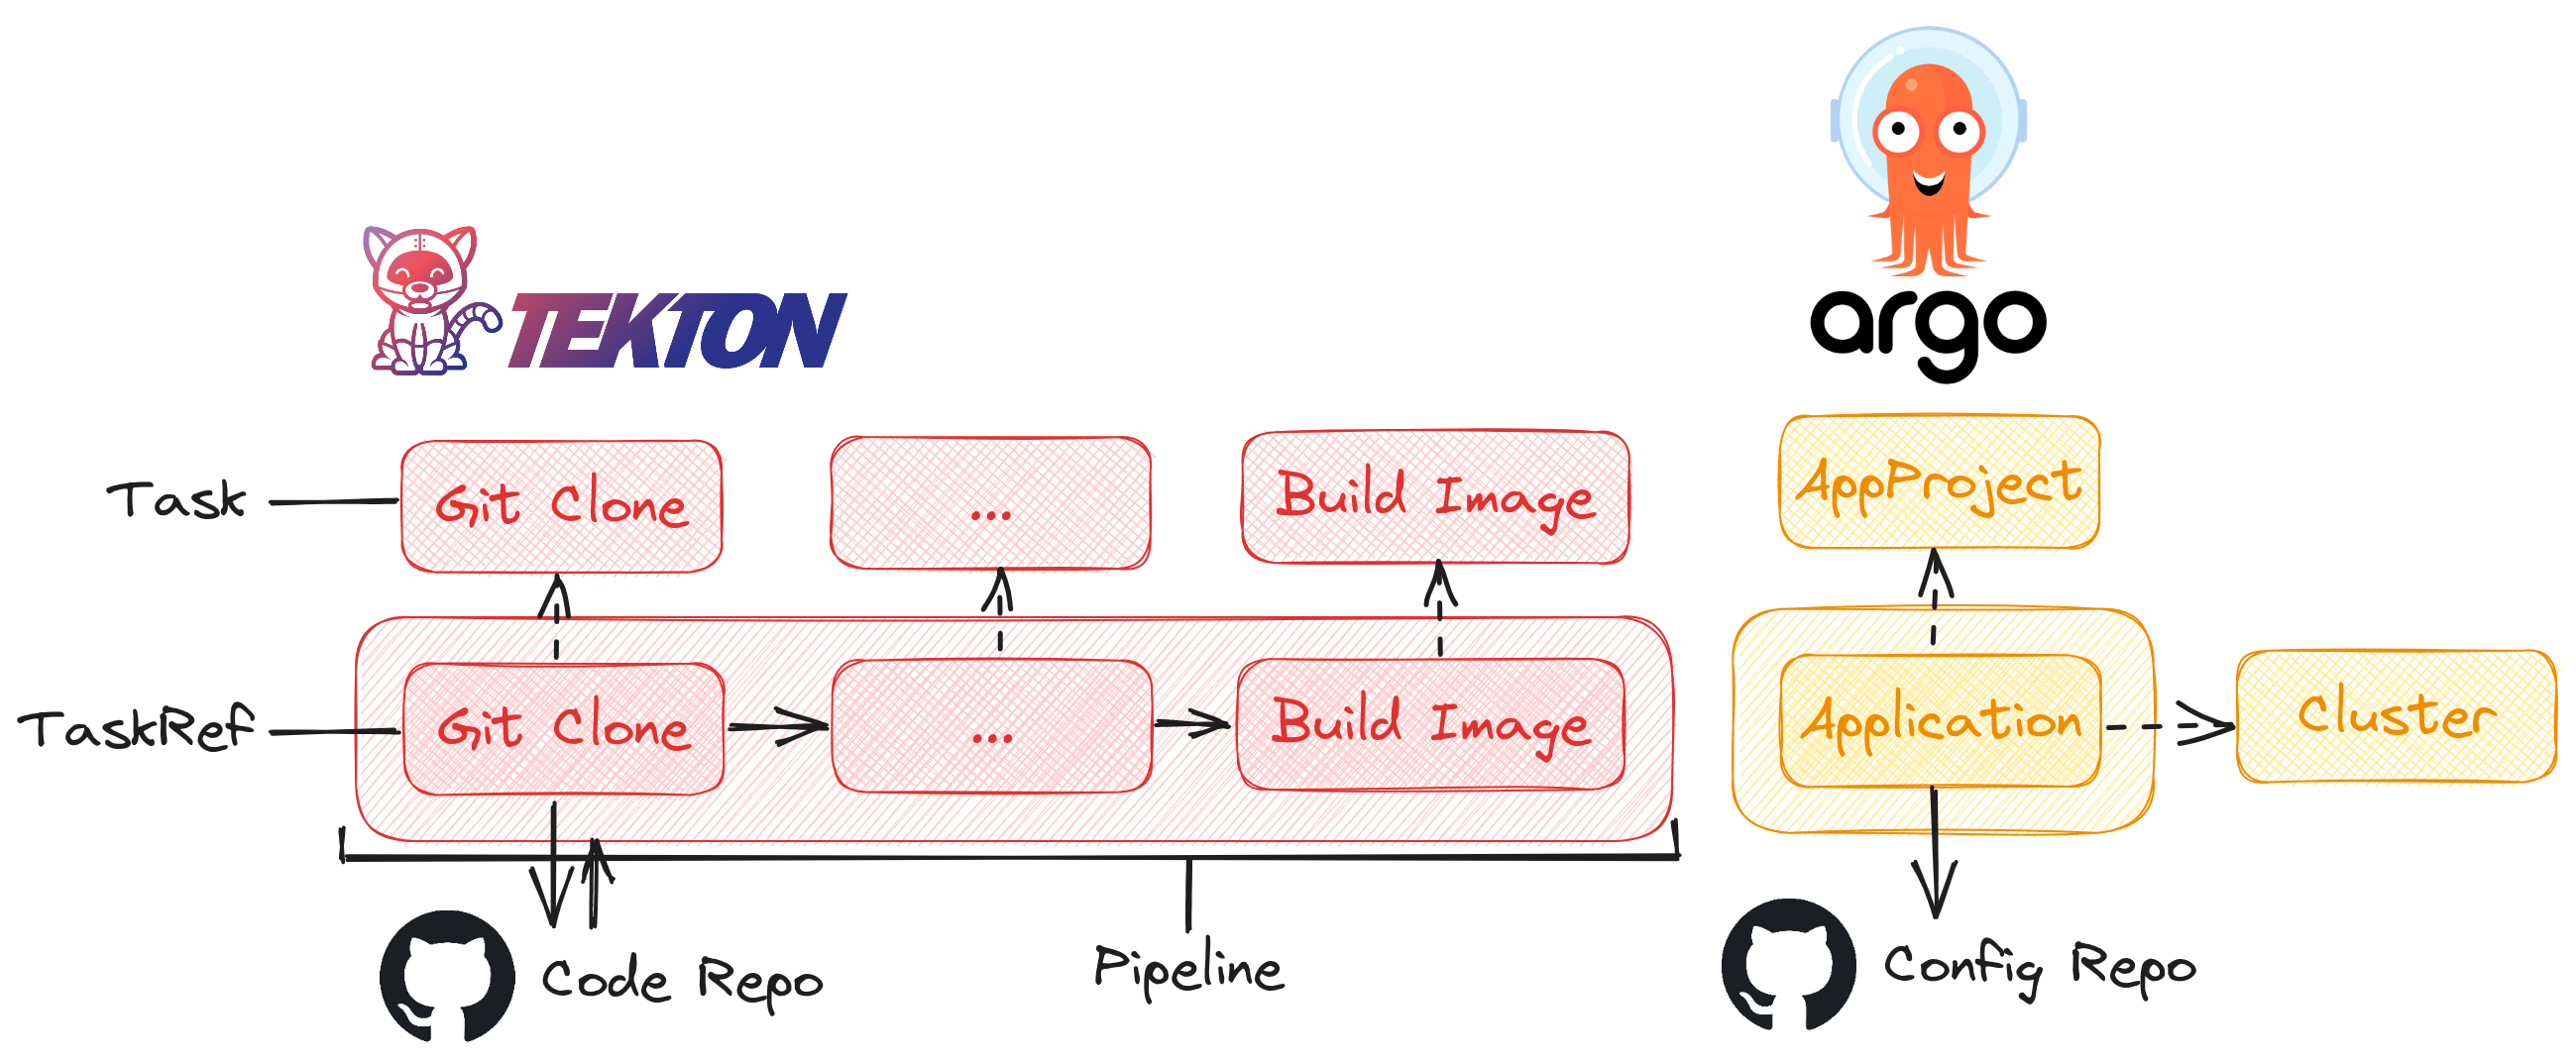 TEKTON
argo
Task
Git Clone
...
Build Image
AppProject
TaskRef
Git Clone
...
Build Image
Application
Cluster
Code Repo
Pipeline
Config Repo